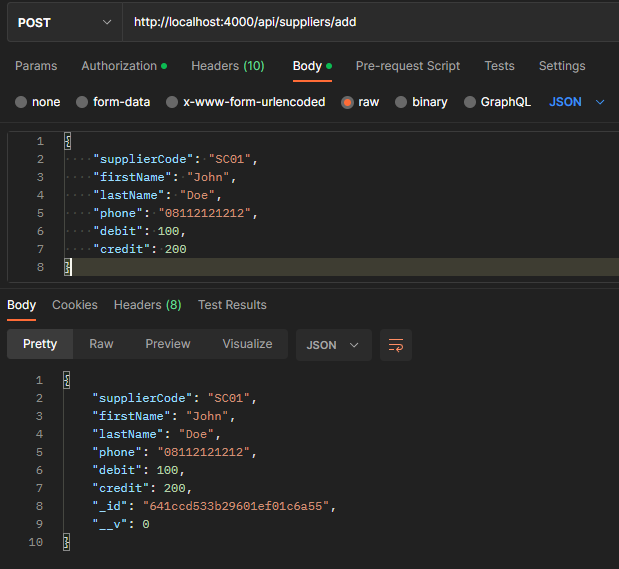 POST http://localhost:4000/api/suppliers/add
Params Authorization Headers (10) Body Pre-request Script Tests Settings
none form-data x-www-form-urlencoded raw binary GraphQL JSON
1 {
2 "supplierCode": "SC01",
3 "firstName": "John",
4 "lastName": "Doe",
5 "phone": "08112121212",
6 "debit": 100,
7 "credit": 200
8 }
Body Cookies Headers (8) Test Results
Pretty Raw Preview Visualize JSON
1 {
2 "supplierCode": "SC01",
3 "firstName": "John",
4 "lastName": "Doe",
5 "phone": "08112121212",
6 "debit": 100,
7 "credit": 200,
8 "_id": "641ccd533b29601ef01c6a55",
9 "__v": 0
10 }